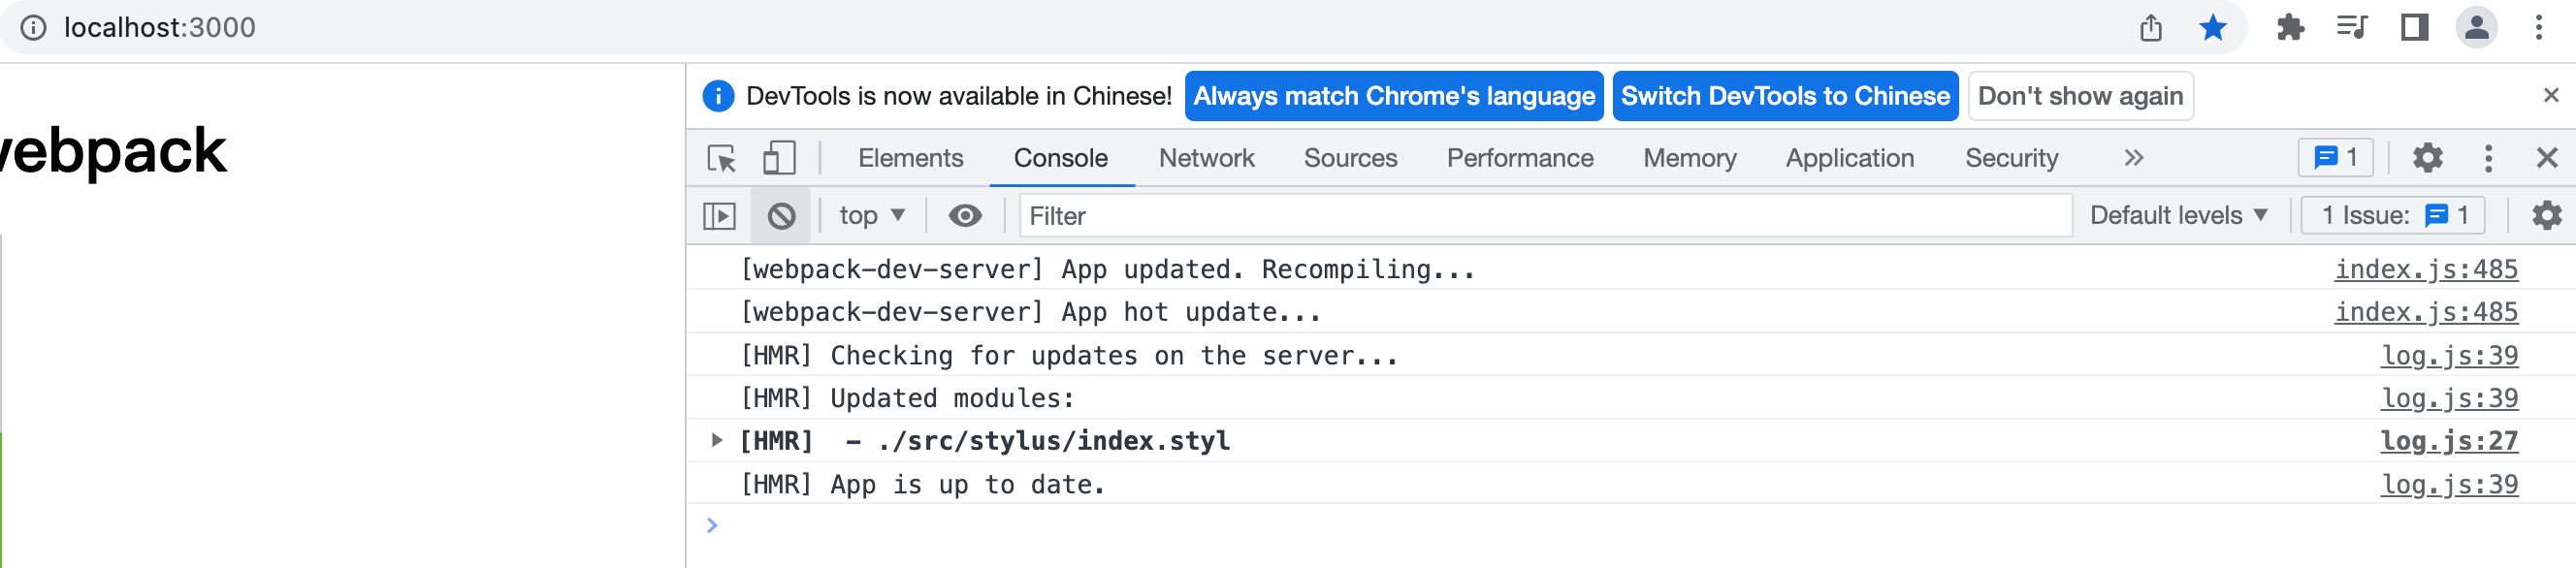 localhost:3000
DevTools is now available in Chinese! Always match Chrome's language Switch DevTools to Chinese Don't show again
webpack
Elements Console Network Sources Performance Memory Application Security 1
top Filter Default levels 1 Issue: 1
[webpack-dev-server] App updated. Recompiling... index.js:485
[webpack-dev-server] App hot update... index.js:485
[HMR] Checking for updates on the server... log.js:39
[HMR] Updated modules: log.js:39
[HMR]  - ./src/stylus/index.styl log.js:27
[HMR] App is up to date. log.js:39